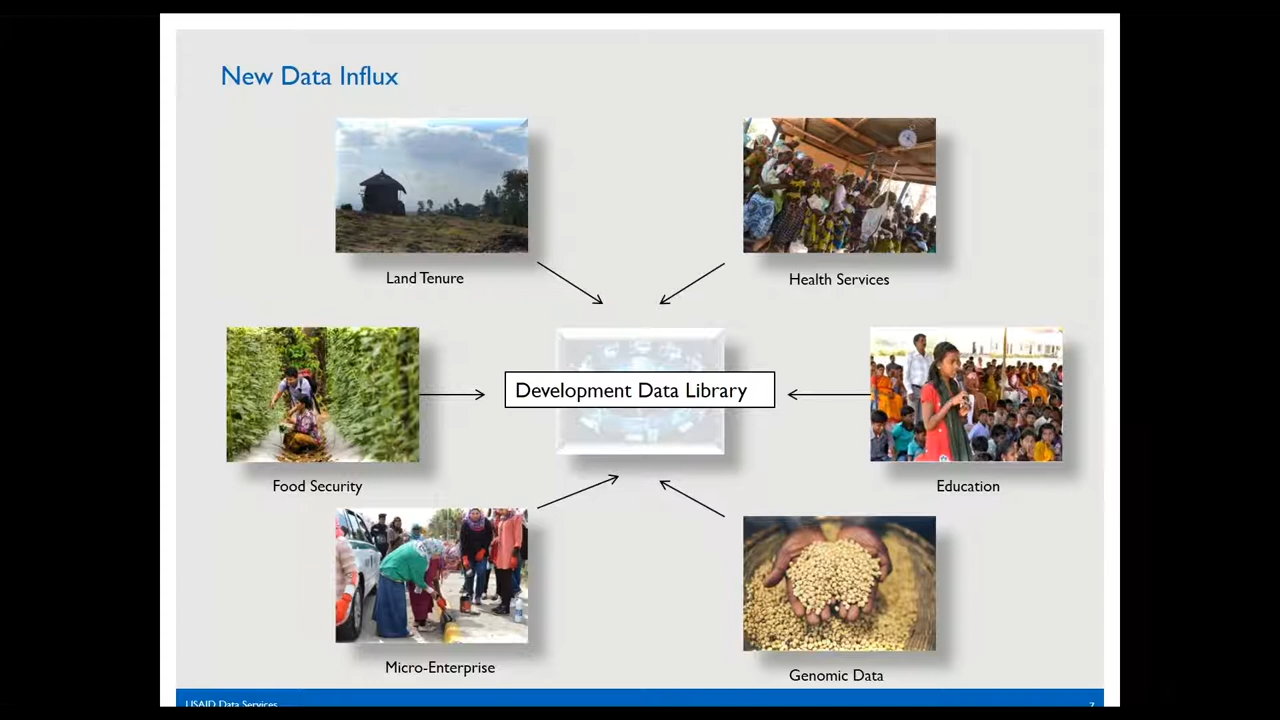 New Data Influx
Land Tenure
Health Services
Development Data Library
Food Security
Education
Micro-Enterprise
Genomic Data
USAID Data Services
7